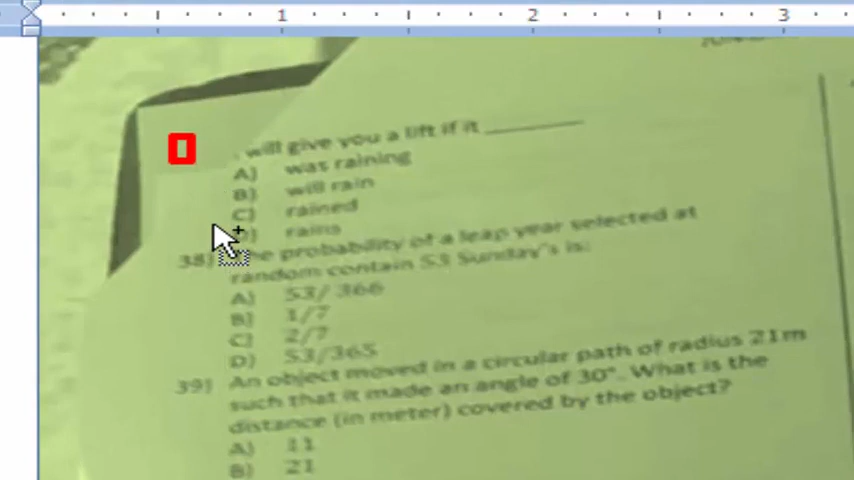 1 2 3
will give you a lift if it ______
A) was raining
B) will rain
C) rained
D) rains
38) The probability of a leap year selected at
random contain 53 Sunday's is:
A) 53/ 366
B) 1/7
C) 2/7
D) 53/365
39) An object moved in a circular path of radius 21m
such that it made an angle of 30°. What is the
distance (in meter) covered by the object?
A) 11
B) 21